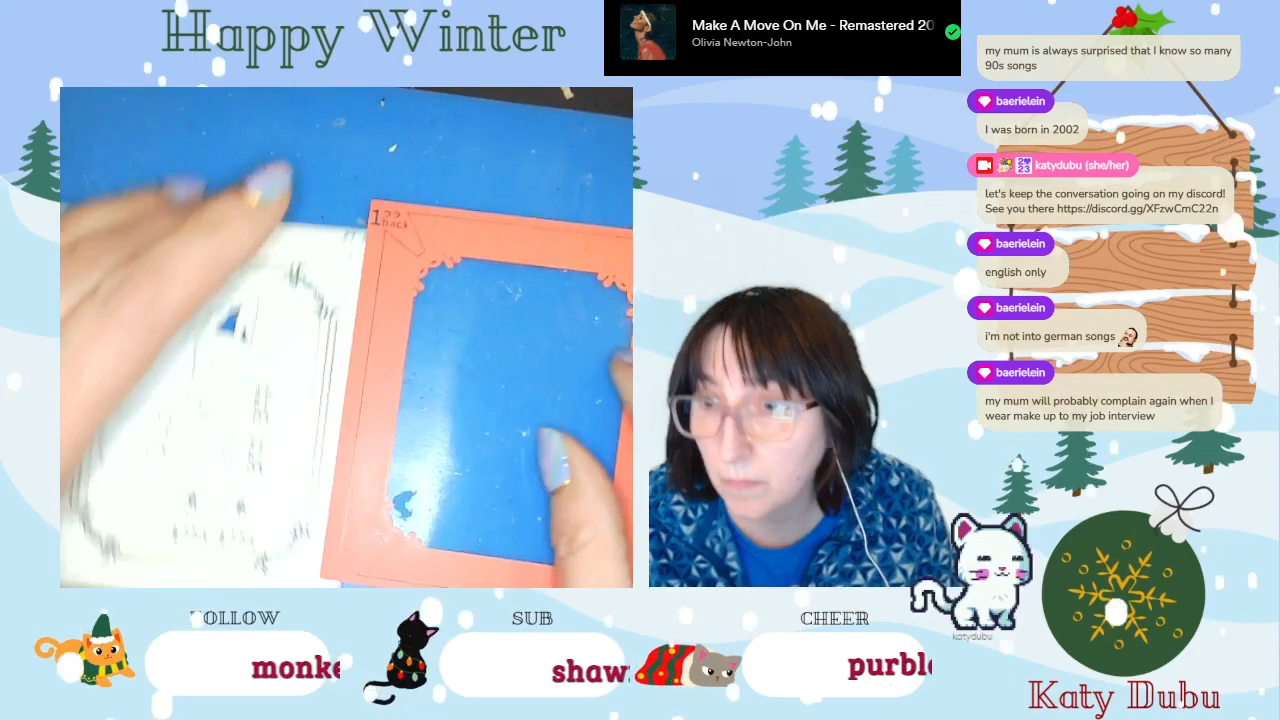 Happy Winter
Make A Move On Me - Remastered 20
Olivia Newton-John
my mum is always surprised that I know so many
90s songs
baerielein
I was born in 2002
katydubu (she/her)
let's keep the conversation going on my discord!
See you there https://discord.gg/XFzwCmC22n
baerielein
english only
baerielein
i'm not into german songs
baerielein
my mum will probably complain again when I
wear make up to my job interview
katydubu
FOLLOW
SUB
CHEER
monke
shaw
purbl
Katy Dubu